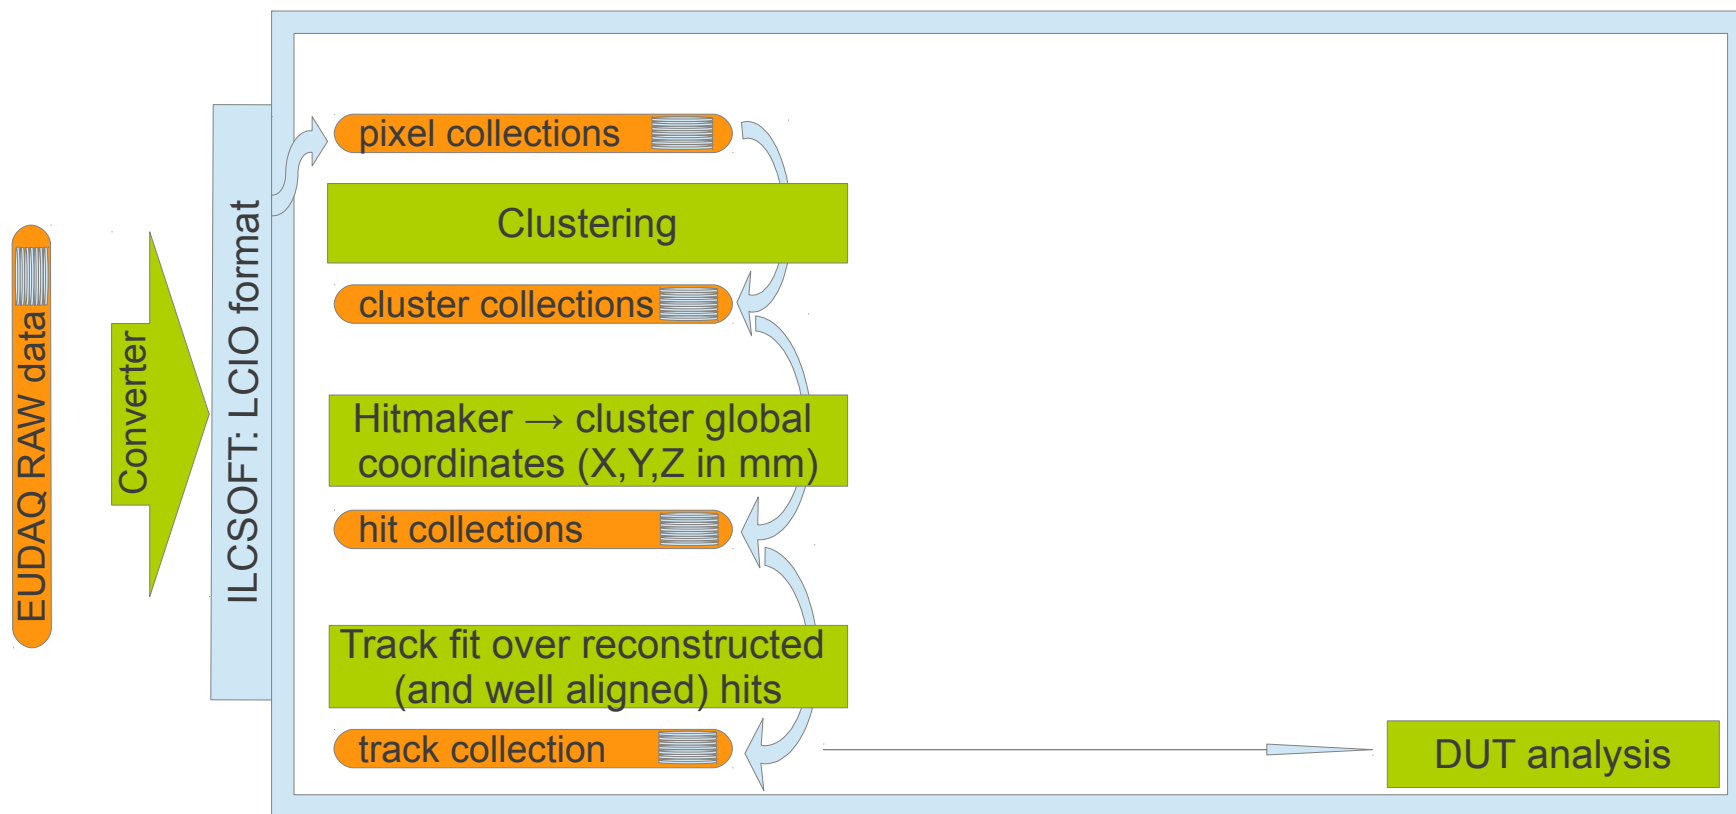 EUDAQ RAW data
Converter
ILCSOFT: LCIO format
pixel collections
Clustering
cluster collections
Hitmaker → cluster global
coordinates (X,Y,Z in mm)
hit collections
Track fit over reconstructed
(and well aligned) hits
track collection
DUT analysis